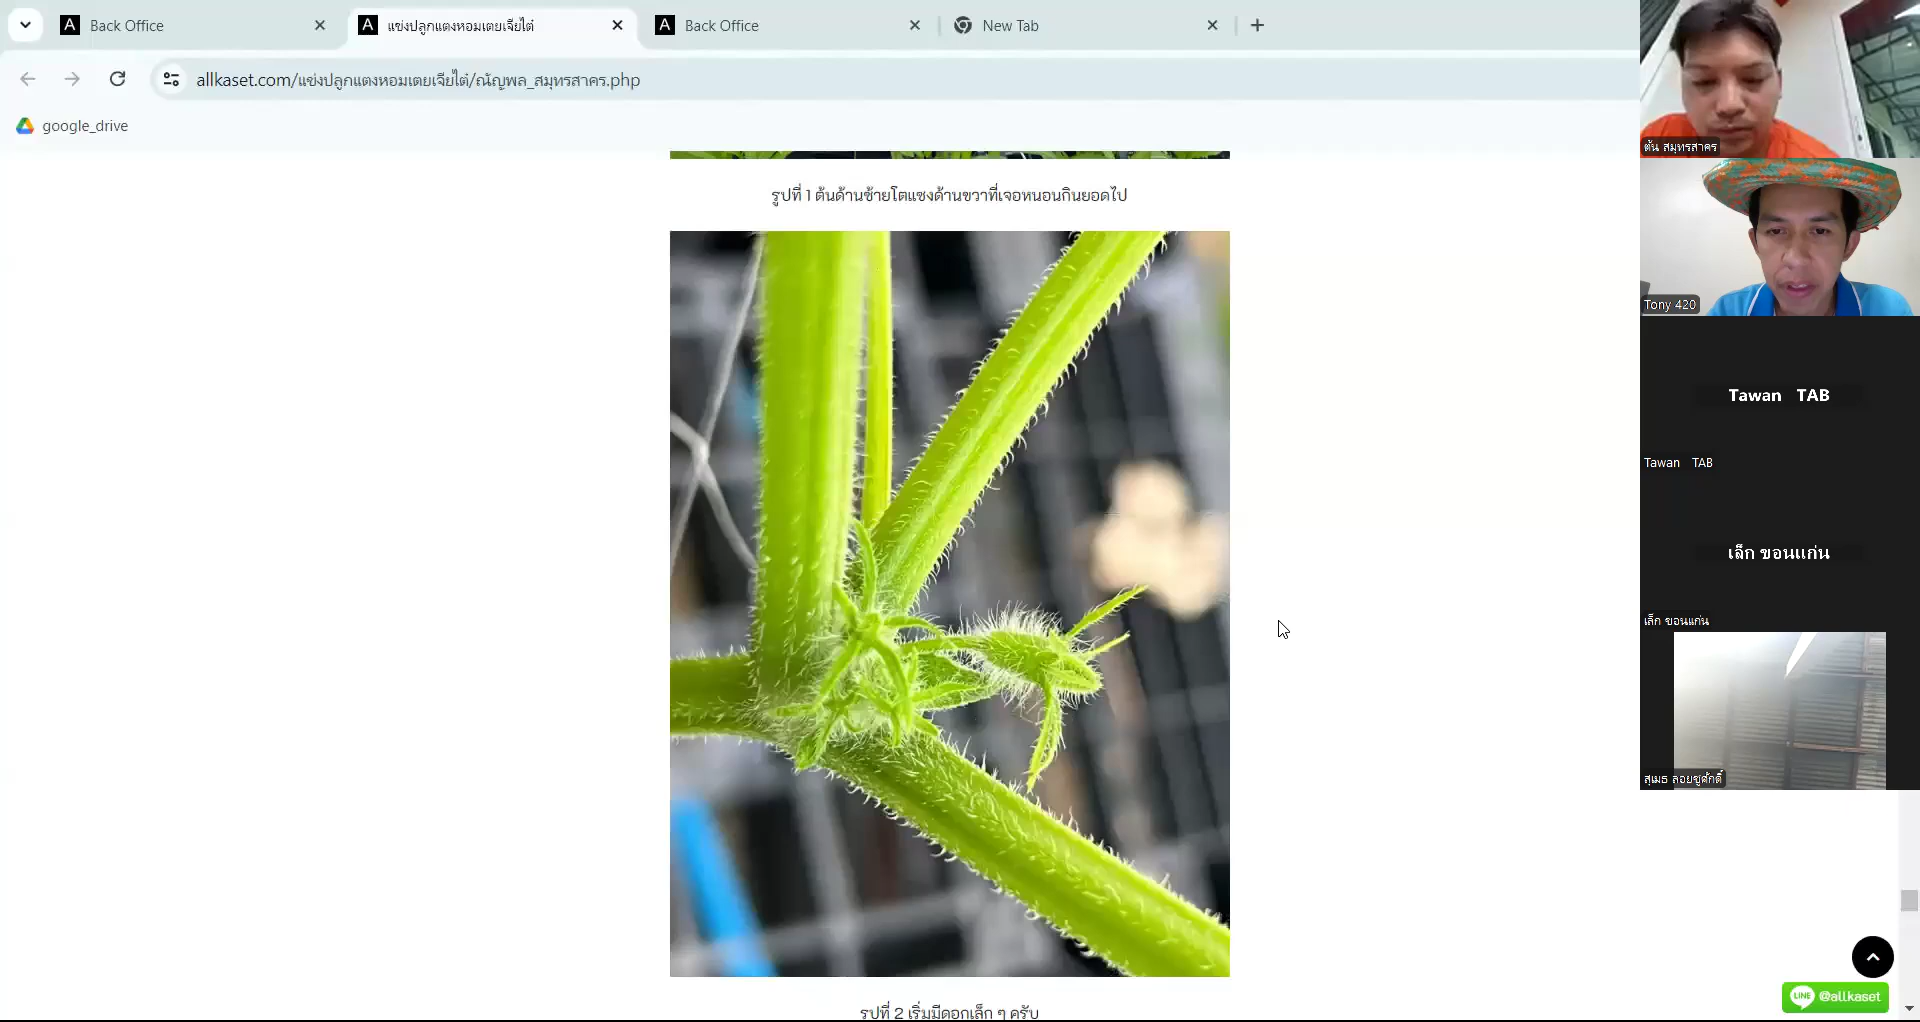 Back Office
แข่งปลูกแตงหอมเตยเจียไต๋
Back Office
New Tab
allkaset.com/แข่งปลูกแตงหอมเตยเจียไต๋/ณัญพล_สมุทรสาคร.php
google_drive
รูปที่ 1 ต้นด้านซ้ายโตแซงด้านขวาที่เจอหนอนกินยอดไป
รูปที่ 2 เริ่มมีดอกเล็ก ๆ ครับ
ต้น สมุทรสาคร
Tony 420
Tawan TAB
Tawan TAB
เล็ก ขอนแก่น
เล็ก ขอนแก่น
สุเมธ ลอยชูศักดิ์
LINE @allkaset